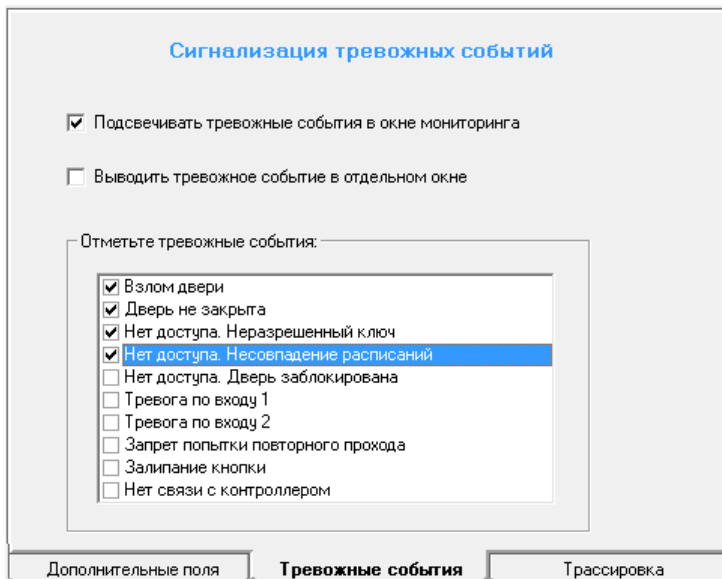 Сигнализация тревожных событий
Подсвечивать тревожные события в окне мониторинга
Выводить тревожное событие в отдельном окне
Отметьте тревожные события:
Взлом двери
Дверь не закрыта
Нет доступа. Неразрешенный ключ
Нет доступа. Несовпадение расписаний
Нет доступа. Дверь заблокирована
Тревога по входу 1
Тревога по входу 2
Запрет попытки повторного прохода
Залипание кнопки
Нет связи с контроллером
Дополнительные поля Тревожные события Трассировка